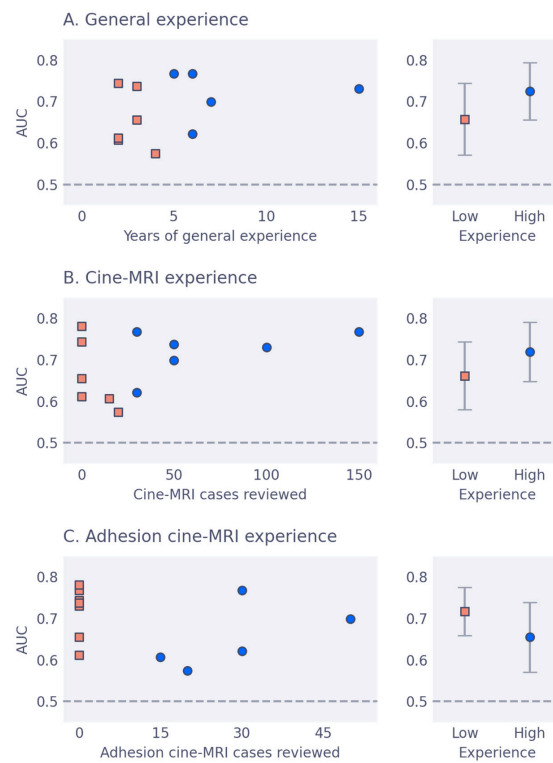 A. General experience
0.8
0.7
0.6
0.5
AUC
0 5 10 15
Years of general experience
0.8
0.7
0.6
0.5
Low High
Experience
B. Cine-MRI experience
0.8
0.7
0.6
0.5
AUC
0 50 100 150
Cine-MRI cases reviewed
0.8
0.7
0.6
0.5
Low High
Experience
C. Adhesion cine-MRI experience
0.8
0.7
0.6
0.5
AUC
0 15 30 45
Adhesion cine-MRI cases reviewed
0.8
0.7
0.6
0.5
Low High
Experience